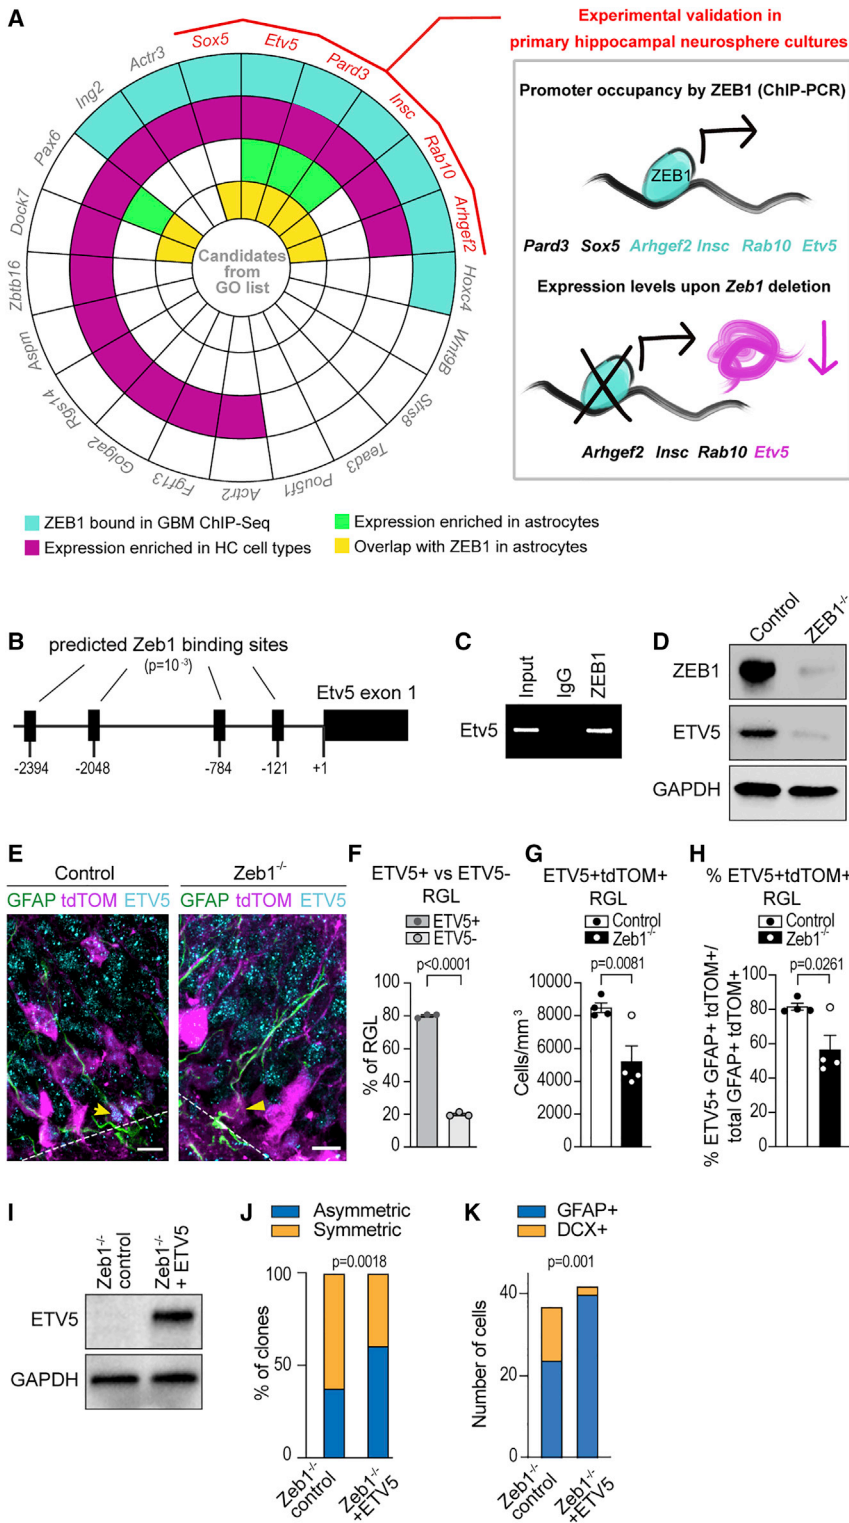 A
Experimental validation in
primary hippocampal neurosphere cultures
Sox5
Etv5
Pard3
Insc
Rab10
Arhgef2
Hoxc4
Wnt9B
Strs8
Tead3
Pou5f1
Actr2
Fgf13
Golga2
Rgs14
Aspm
Zbtb16
Dock7
Pax6
Ing2
Actr3
Candidates
from
GO list
Promoter occupancy by ZEB1 (ChIP-PCR)
ZEB1
Pard3 Sox5 Arhgef2 Insc Rab10 Etv5
Expression levels upon Zeb1 deletion
Arhgef2 Insc Rab10 Etv5
ZEB1 bound in GBM ChIP-Seq
Expression enriched in HC cell types
Expression enriched in astrocytes
Overlap with ZEB1 in astrocytes
B
predicted Zeb1 binding sites
(p=10⁻³)
Etv5 exon 1
-2394 -2048 -784 -121 +1
C
Input IgG ZEB1
Etv5
D
Control ZEB1⁻/⁻
ZEB1
ETV5
GAPDH
E
Control Zeb1⁻/⁻
GFAP tdTOM ETV5 GFAP tdTOM ETV5
F
ETV5+ vs ETV5-
RGL
ETV5+
ETV5-
p<0.0001
% of RGL
100
80
60
40
20
0
G
ETV5+tdTOM+
RGL
Control
Zeb1⁻/⁻
p=0.0081
Cells/mm³
10000
8000
6000
4000
2000
0
H
% ETV5+tdTOM+
RGL
Control
Zeb1⁻/⁻
p=0.0261
% ETV5+ GFAP+ tdTOM+/
total GFAP+ tdTOM+
100
80
60
40
20
0
I
Zeb1⁻/⁻
control
Zeb1⁻/⁻
+ ETV5
ETV5
GAPDH
J
Asymmetric
Symmetric
p=0.0018
% of clones
100
50
0
Zeb1⁻/⁻
control
Zeb1⁻/⁻
+ETV5
K
GFAP+
DCX+
p=0.001
Number of cells
40
20
0
Zeb1⁻/⁻
control
Zeb1⁻/⁻
+ETV5